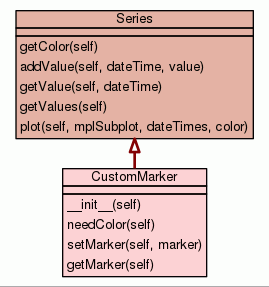 Series
getColor(self)
addValue(self, dateTime, value)
getValue(self, dateTime)
getValues(self)
plot(self, mplSubplot, dateTimes, color)
CustomMarker
__init__(self)
needColor(self)
setMarker(self, marker)
getMarker(self)